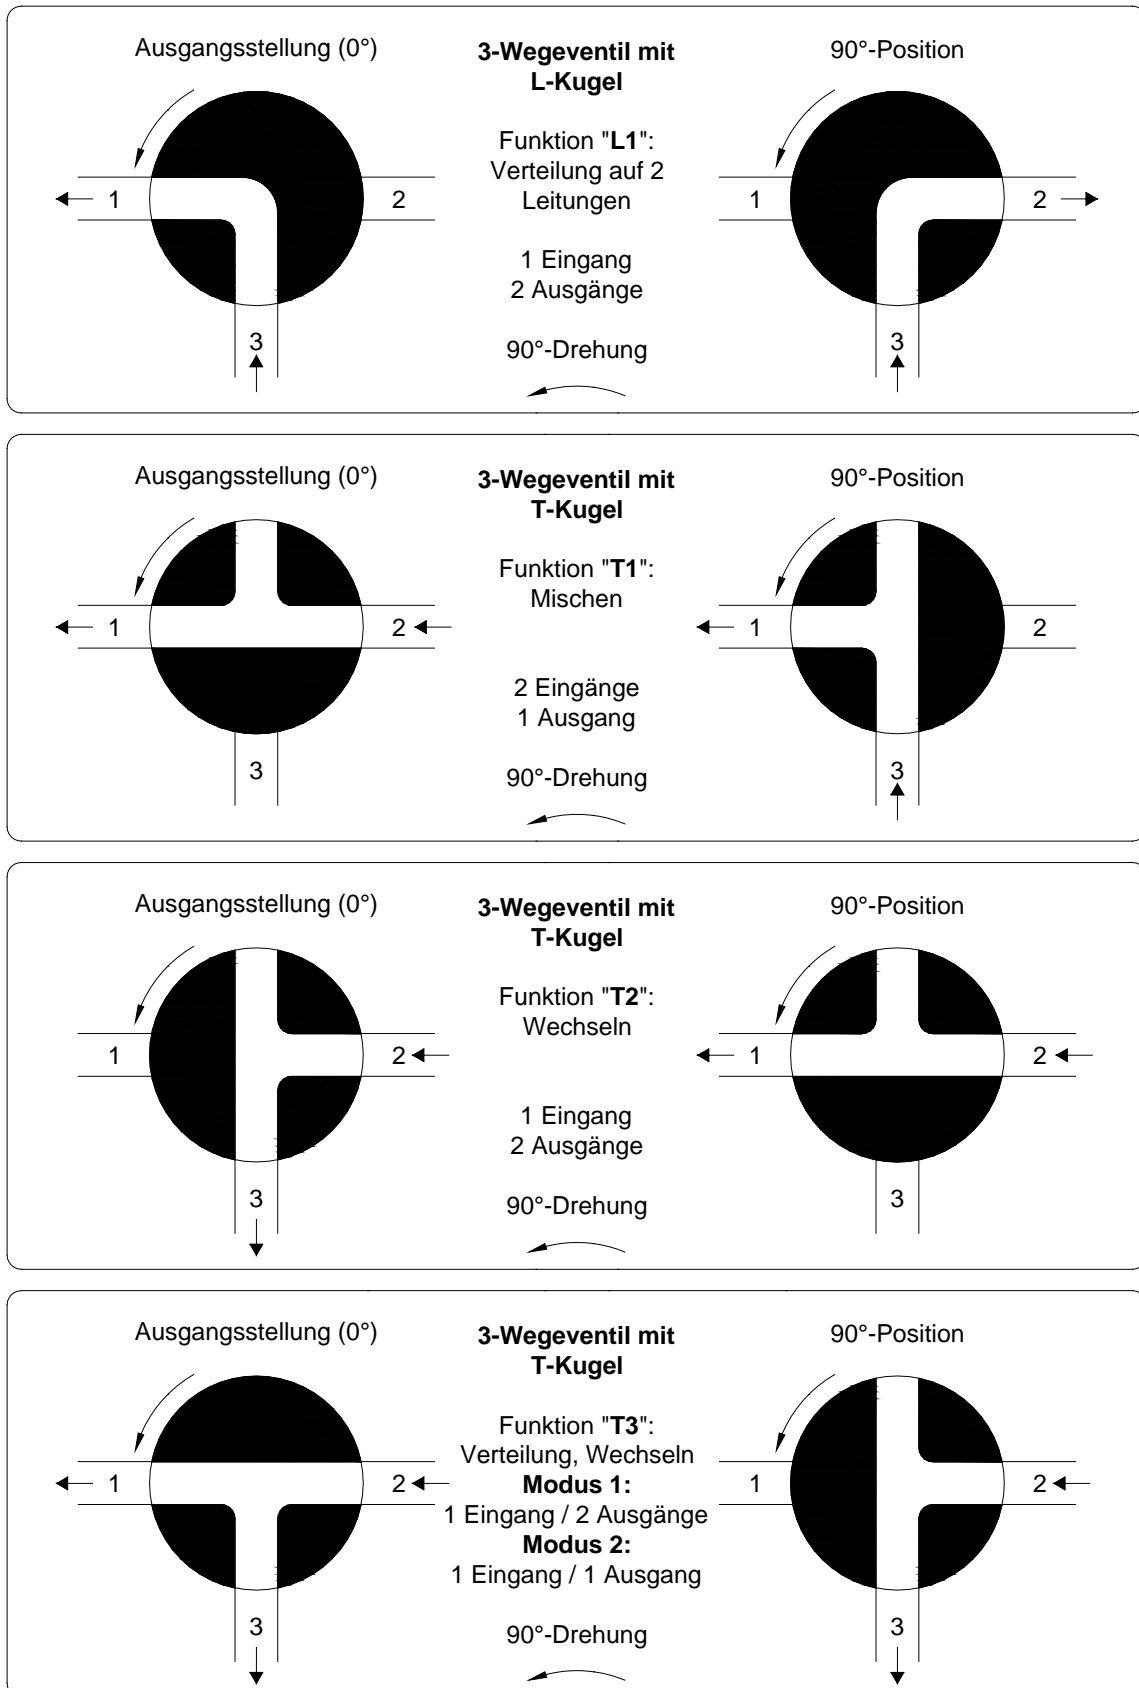 Ausgangsstellung (0°)
3-Wegeventil mit
L-Kugel
90°-Position
Funktion "L1":
Verteilung auf 2
Leitungen
1 Eingang
2 Ausgänge
90°-Drehung
1
2
3
1
2
3
Ausgangsstellung (0°)
3-Wegeventil mit
T-Kugel
90°-Position
Funktion "T1":
Mischen
2 Eingänge
1 Ausgang
90°-Drehung
1
2
3
1
2
3
Ausgangsstellung (0°)
3-Wegeventil mit
T-Kugel
90°-Position
Funktion "T2":
Wechseln
1 Eingang
2 Ausgänge
90°-Drehung
1
2
3
1
2
3
Ausgangsstellung (0°)
3-Wegeventil mit
T-Kugel
90°-Position
Funktion "T3":
Verteilung, Wechseln
Modus 1:
1 Eingang / 2 Ausgänge
Modus 2:
1 Eingang / 1 Ausgang
90°-Drehung
1
2
3
1
2
3